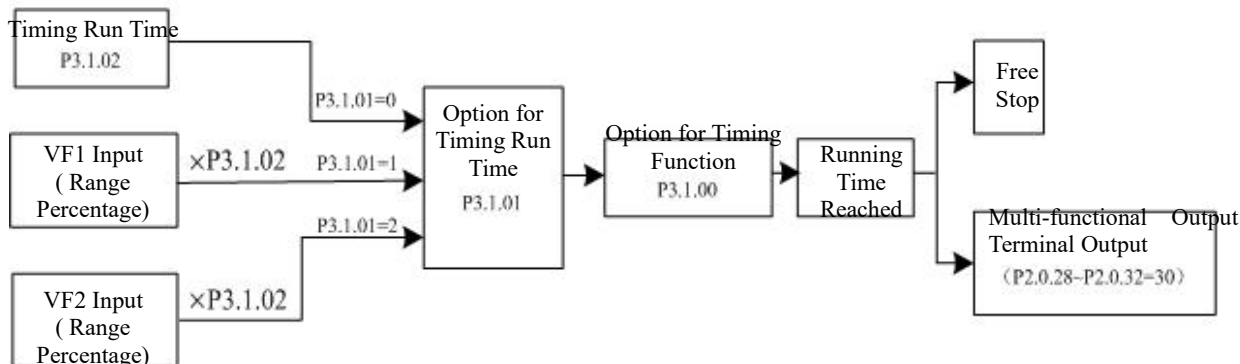 Timing Run Time
P3.1.02
P3.1.01=0
VF1 Input
( Range
Percentage)
×P3.1.02
P3.1.01=1
P3.1.01=2
VF2 Input
( Range
Percentage)
×P3.1.02
Option for
Timing Run
Time
P3.1.01
Option for Timing
Function
P3.1.00
Running
Time
Reached
Free
Stop
Multi-functional Output
Terminal Output
（P2.0.28~P2.0.32=30）